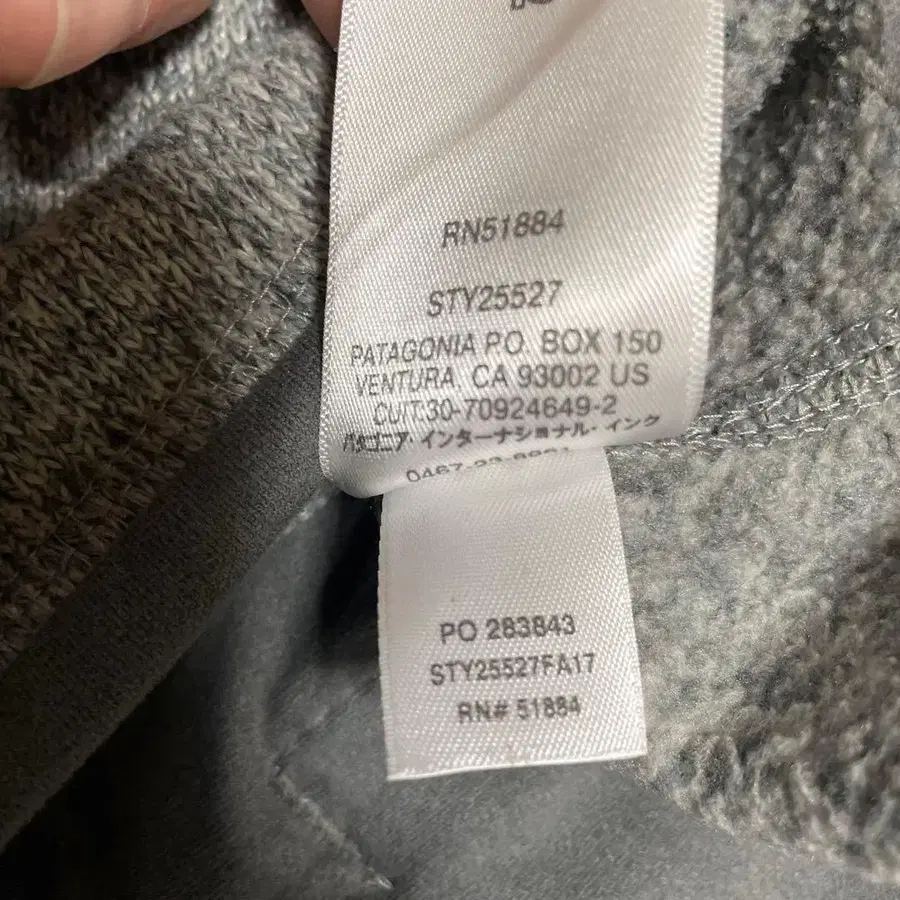 RN51884
STY25527
PATAGONIA P.O. BOX 150
VENTURA, CA 93002 US
CUIT:30-70924649-2
パタゴニア・インターナショナル・インク
PO 283843
STY25527FA17
RN# 51884